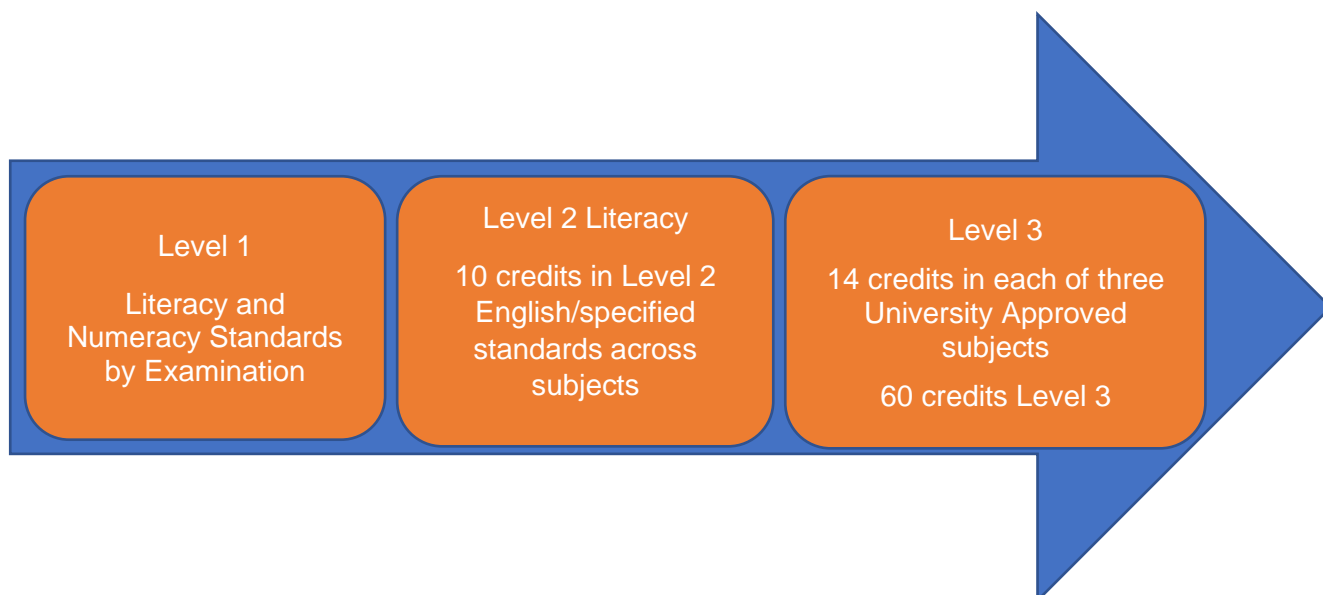 Level 1
Literacy and
Numeracy Standards
by Examination
Level 2 Literacy
10 credits in Level 2
English/specified
standards across
subjects
Level 3
14 credits in each of three
University Approved
subjects
60 credits Level 3